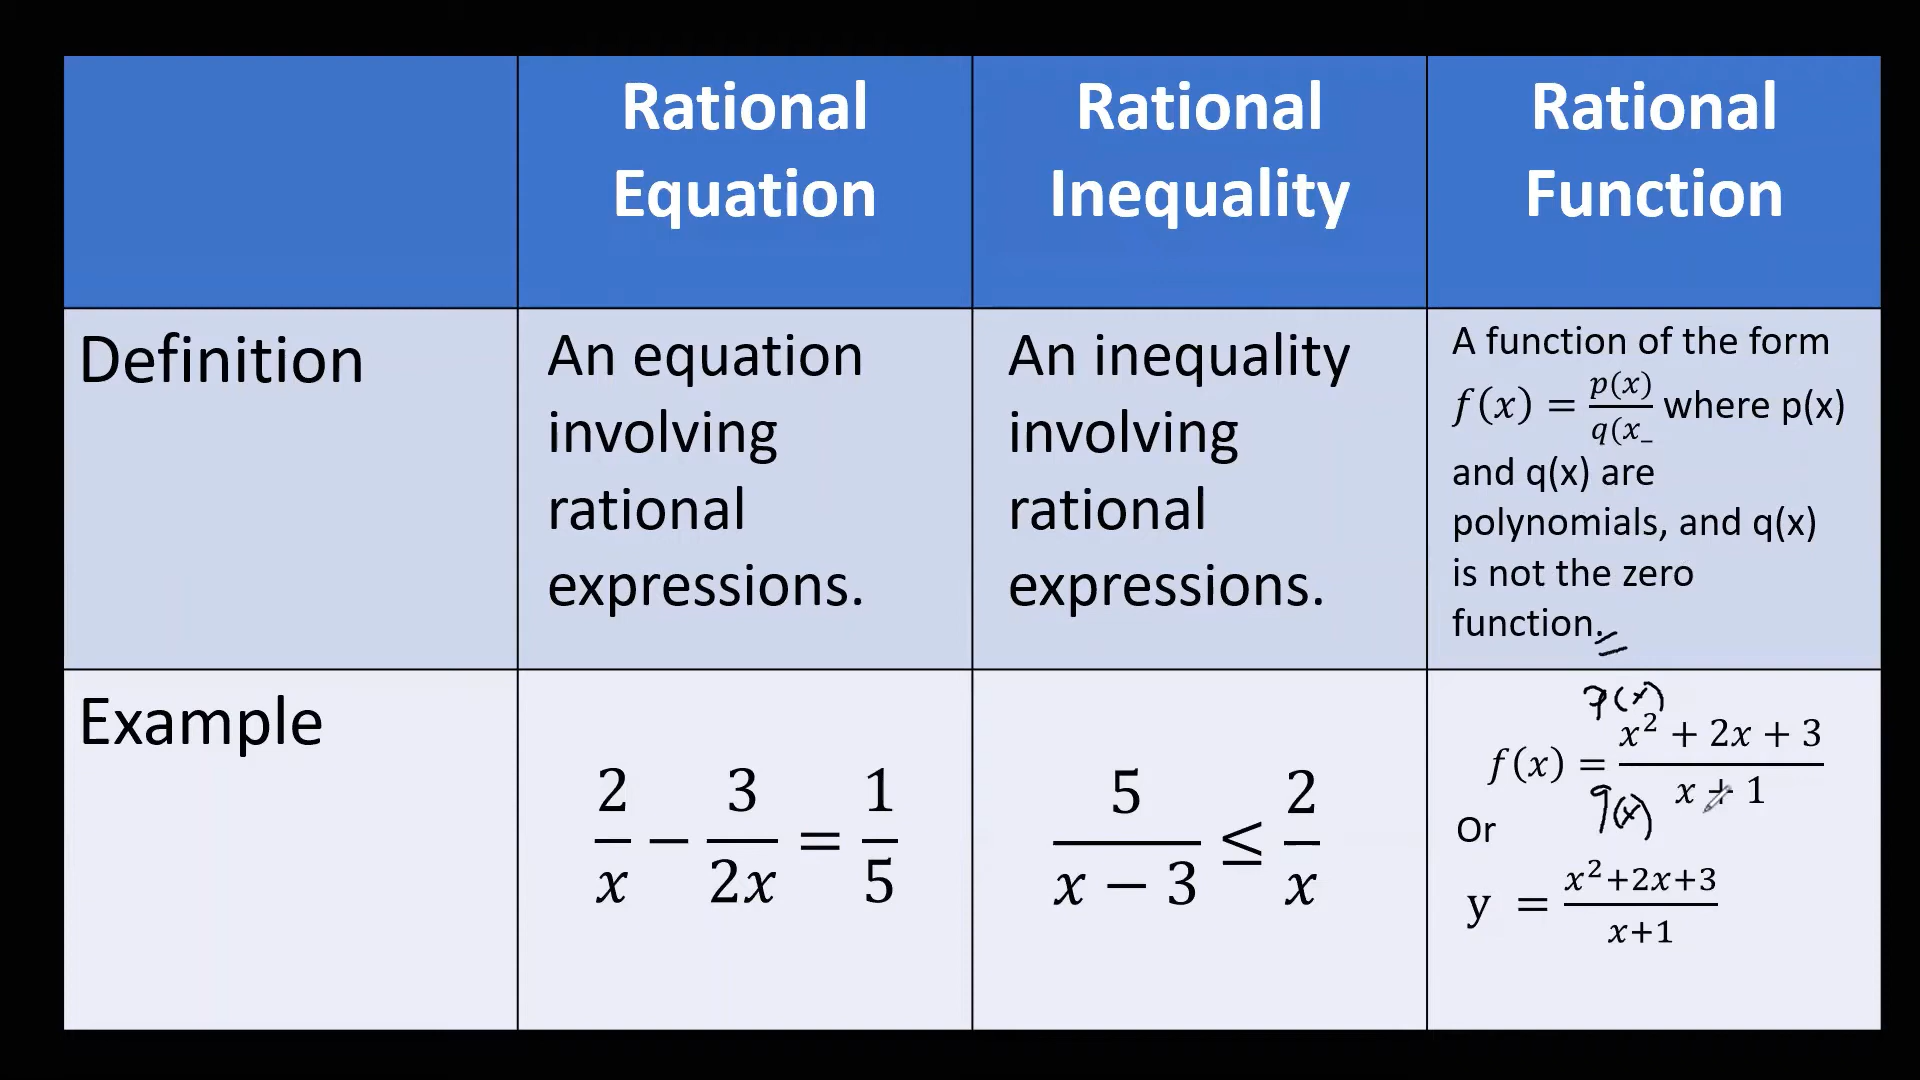 Rational
Equation
Rational
Inequality
Rational
Function
Definition
An equation
involving
rational
expressions.
An inequality
involving
rational
expressions.
A function of the form
f(x) = p(x)/q(x_ where p(x)
and q(x) are
polynomials, and q(x)
is not the zero
function.
Example
2/x − 3/2x = 1/5
5/(x − 3) ≤ 2/x
p(x)
f(x) = (x² + 2x + 3)/(x + 1)
q(x)
Or
y = (x²+2x+3)/(x+1)